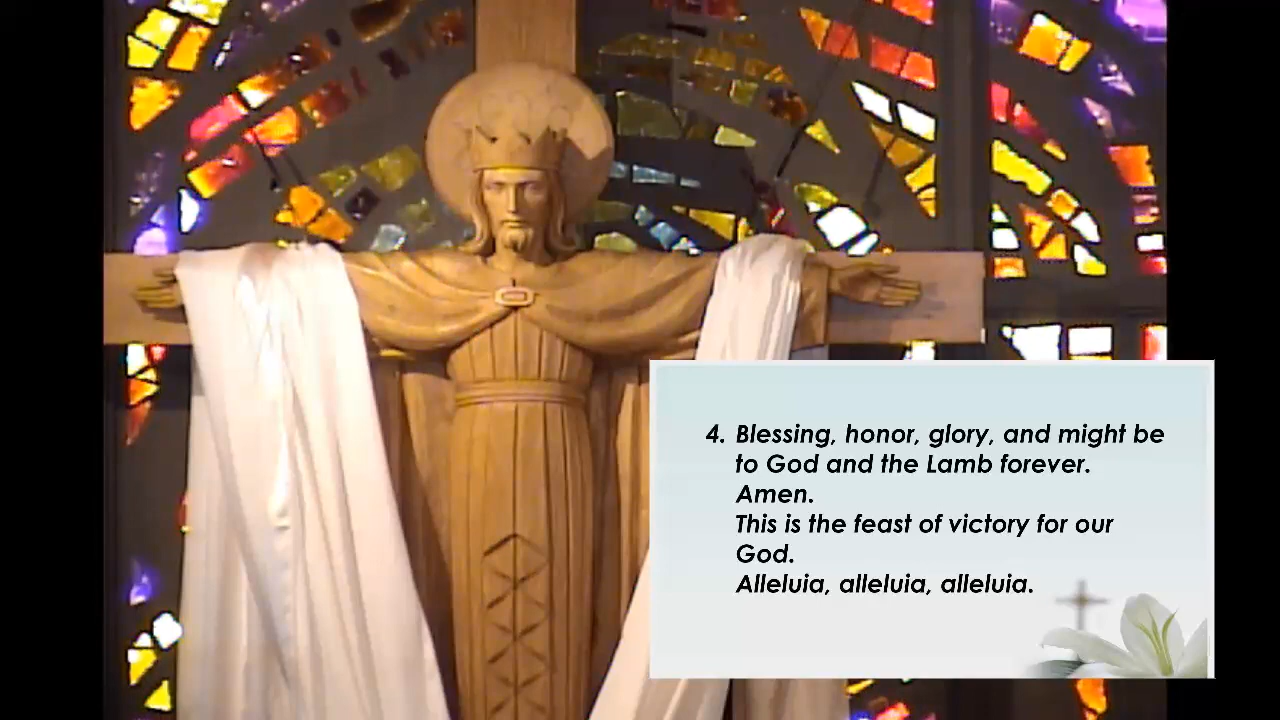 4. Blessing, honor, glory, and might be
to God and the Lamb forever.
Amen.
This is the feast of victory for our
God.
Alleluia, alleluia, alleluia.